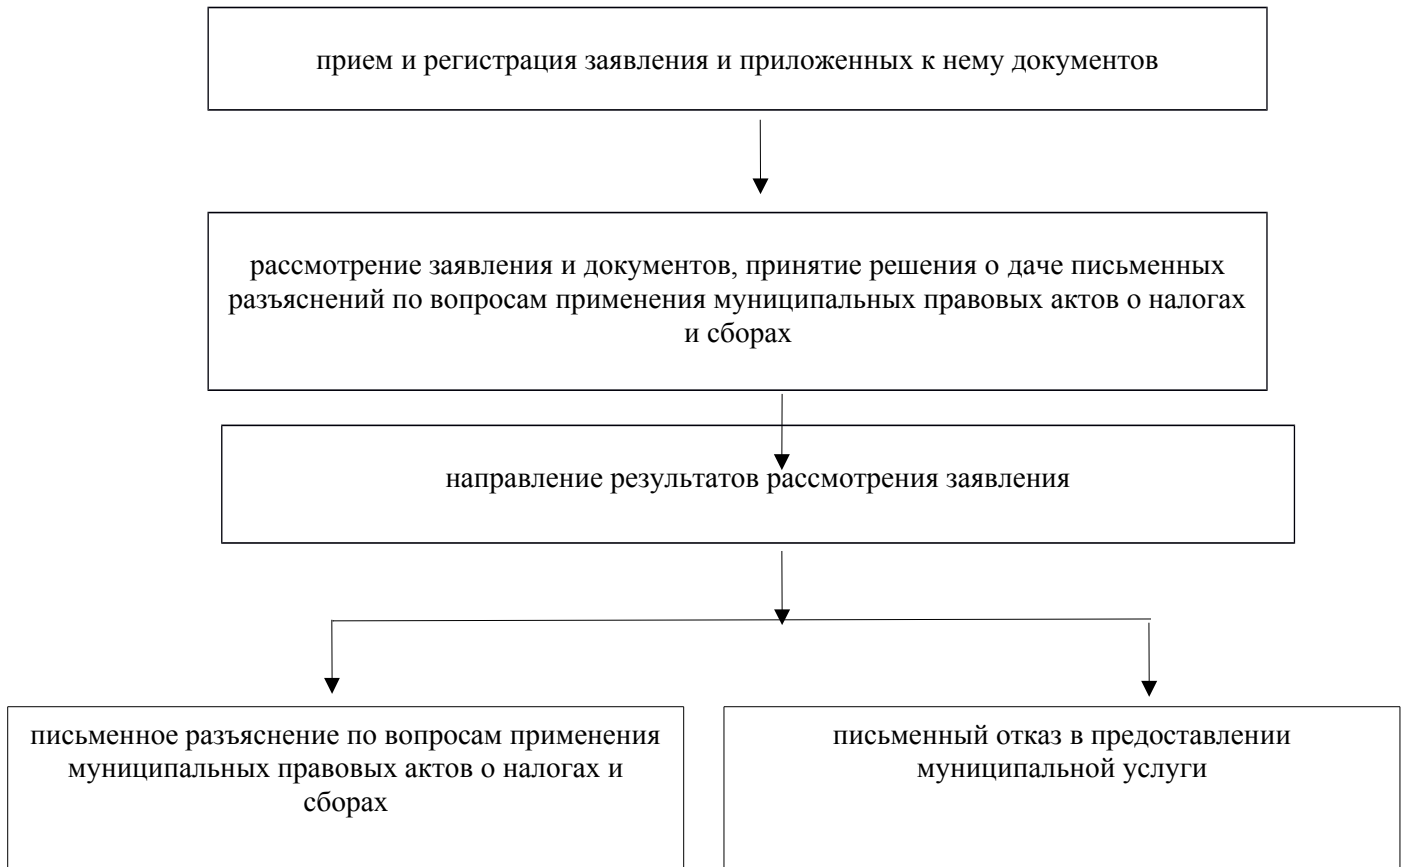 прием и регистрация заявления и приложенных к нему документов
рассмотрение заявления и документов, принятие решения о даче письменных
разъяснений по вопросам применения муниципальных правовых актов о налогах
и сборах
направление результатов рассмотрения заявления
письменное разъяснение по вопросам применения
муниципальных правовых актов о налогах и
сборах
письменный отказ в предоставлении
муниципальной услуги